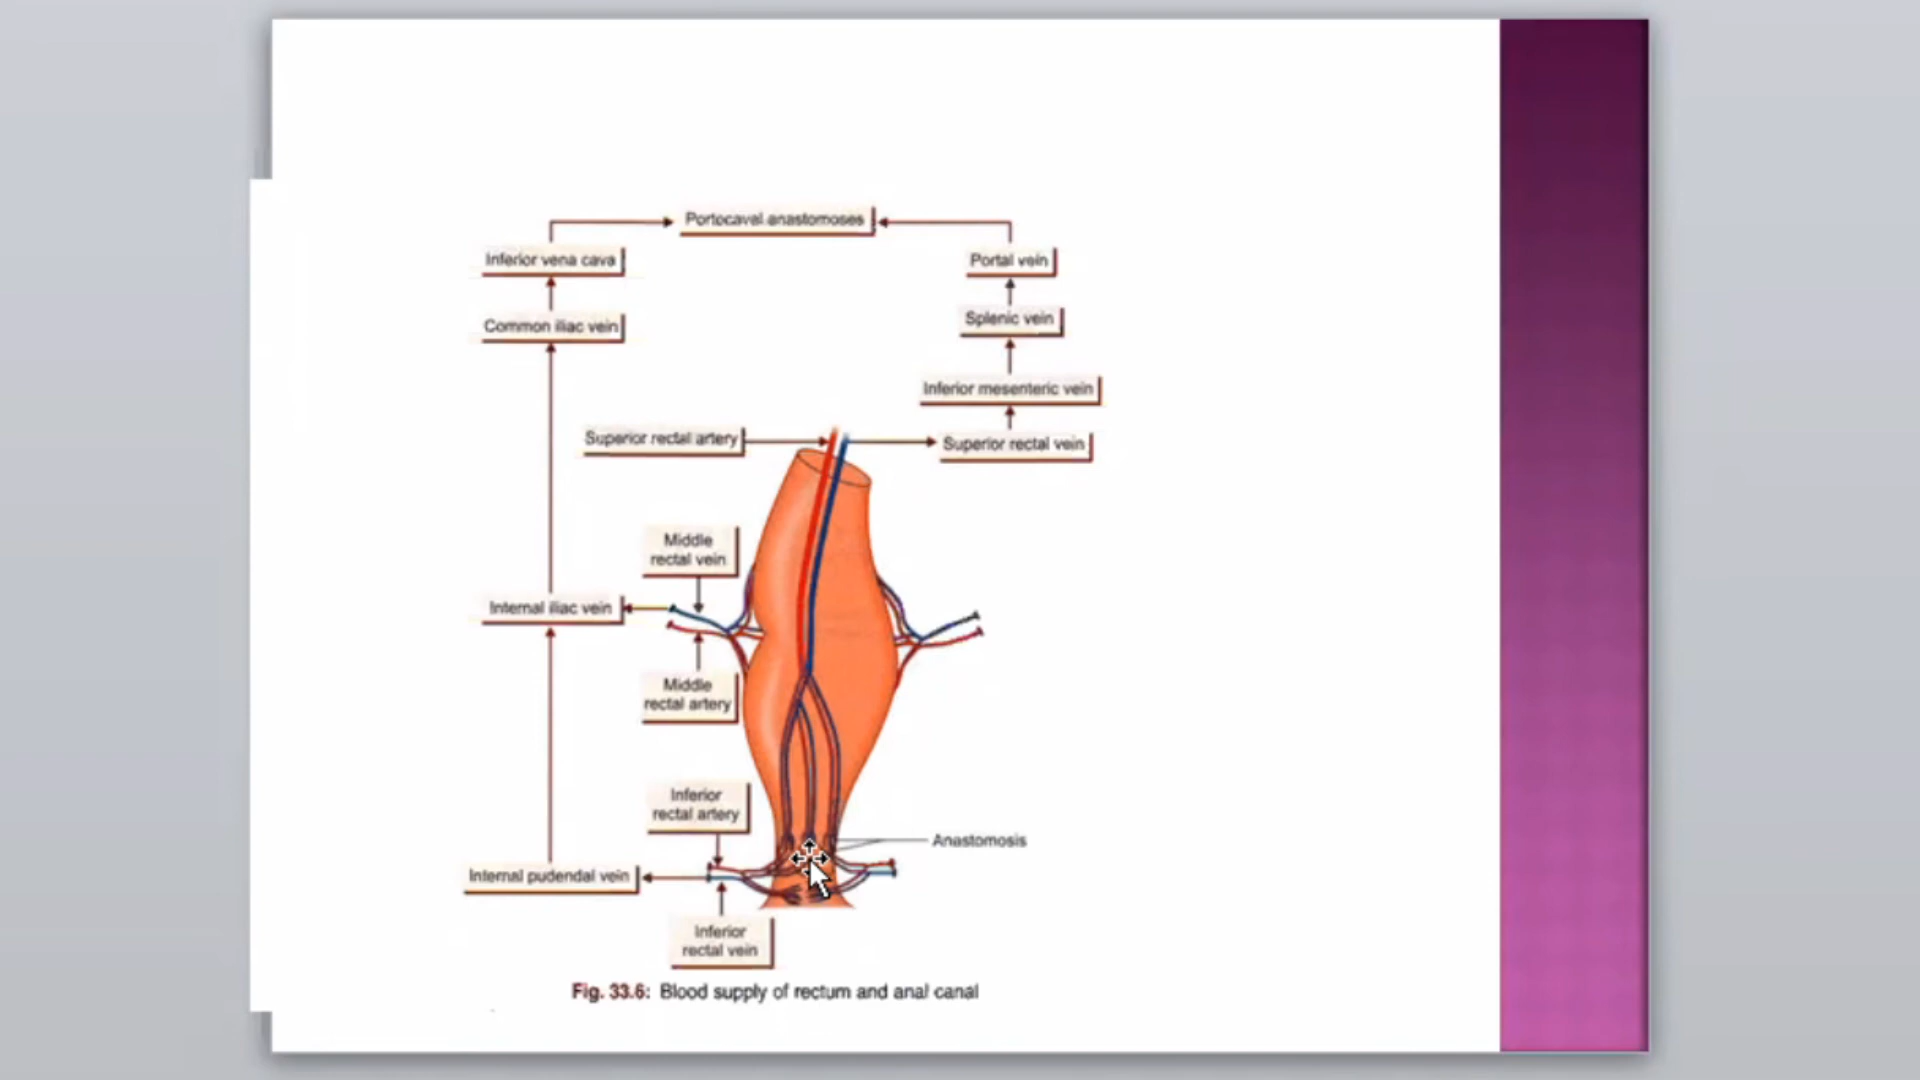 Portocaval anastomoses
Inferior vena cava
Portal vein
Common iliac vein
Splenic vein
Inferior mesenteric vein
Superior rectal artery
Superior rectal vein
Middle
rectal vein
Internal iliac vein
Middle
rectal artery
Inferior
rectal artery
Anastomosis
Internal pudendal vein
Inferior
rectal vein
Fig. 33.6: Blood supply of rectum and anal canal